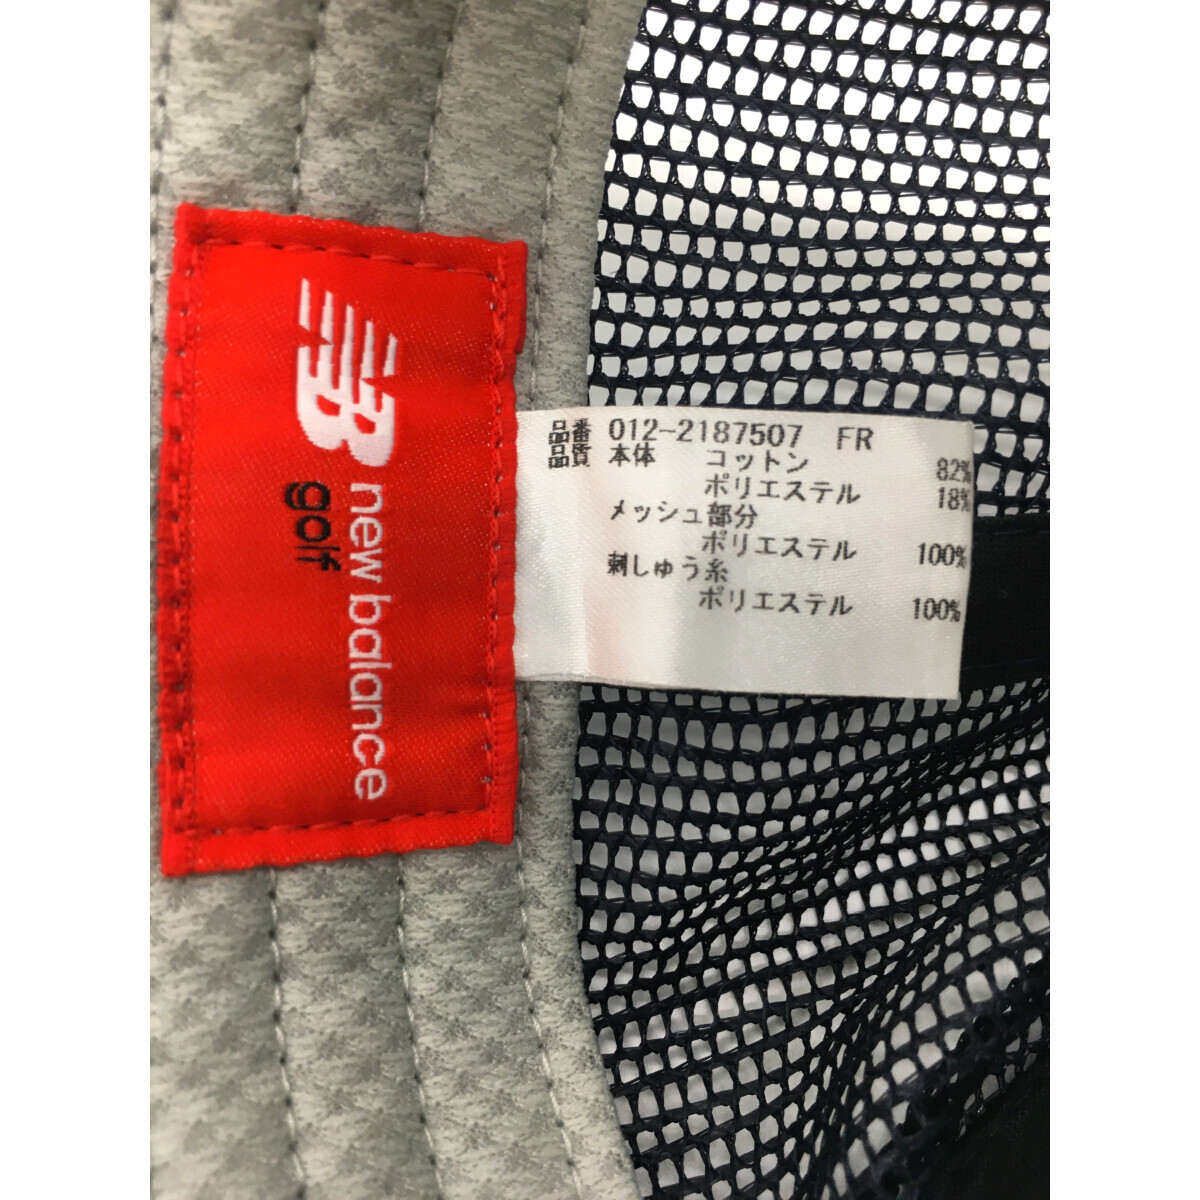 NB new balance
golf
品番 012-2187507 FR
品質 本体 コットン 82%
ポリエステル 18%
メッシュ部分
ポリエステル 100%
刺しゅう糸
ポリエステル 100%